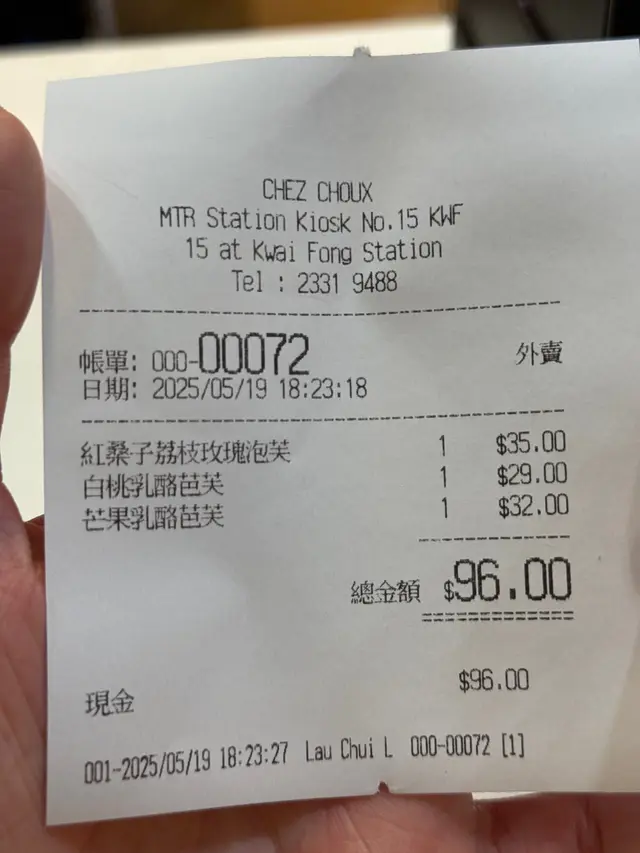 CHEZ CHOUX
MTR Station Kiosk No.15 KWF
15 at Kwai Fong Station
Tel : 2331 9488
帳單: 000-00072 外賣
日期: 2025/05/19 18:23:18
紅桑子荔枝玫瑰泡芙 1 $35.00
白桃乳酪芭芙 1 $29.00
芒果乳酪芭芙 1 $32.00
總金額 $96.00
現金 $96.00
001-2025/05/19 18:23:27 Lau Chui L 000-00072 [1]